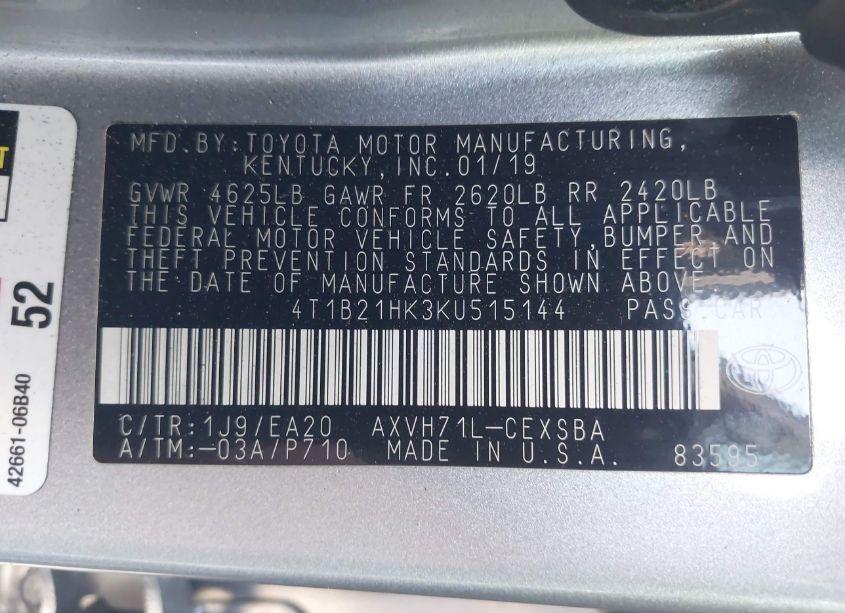 MFD.BY:TOYOTA MOTOR MANUFACTURING,
KENTUCKY,INC.01/19
GVWR 4625LB GAWR FR 2620LB RR 2420LB
THIS VEHICLE CONFORMS TO ALL APPLICABLE
FEDERAL MOTOR VEHICLE SAFETY,BUMPER,AND
THEFT PREVENTION STANDARDS IN EFFECT ON
THE DATE OF MANUFACTURE SHOWN ABOVE.
4T1B21HK3KU515144 PASS.CAR
C/TR:1J9/EA20 AXVH71L-CEXSBA
A/TM:-03A/P710 MADE IN U.S.A. 83595
T
52
42661-06B40